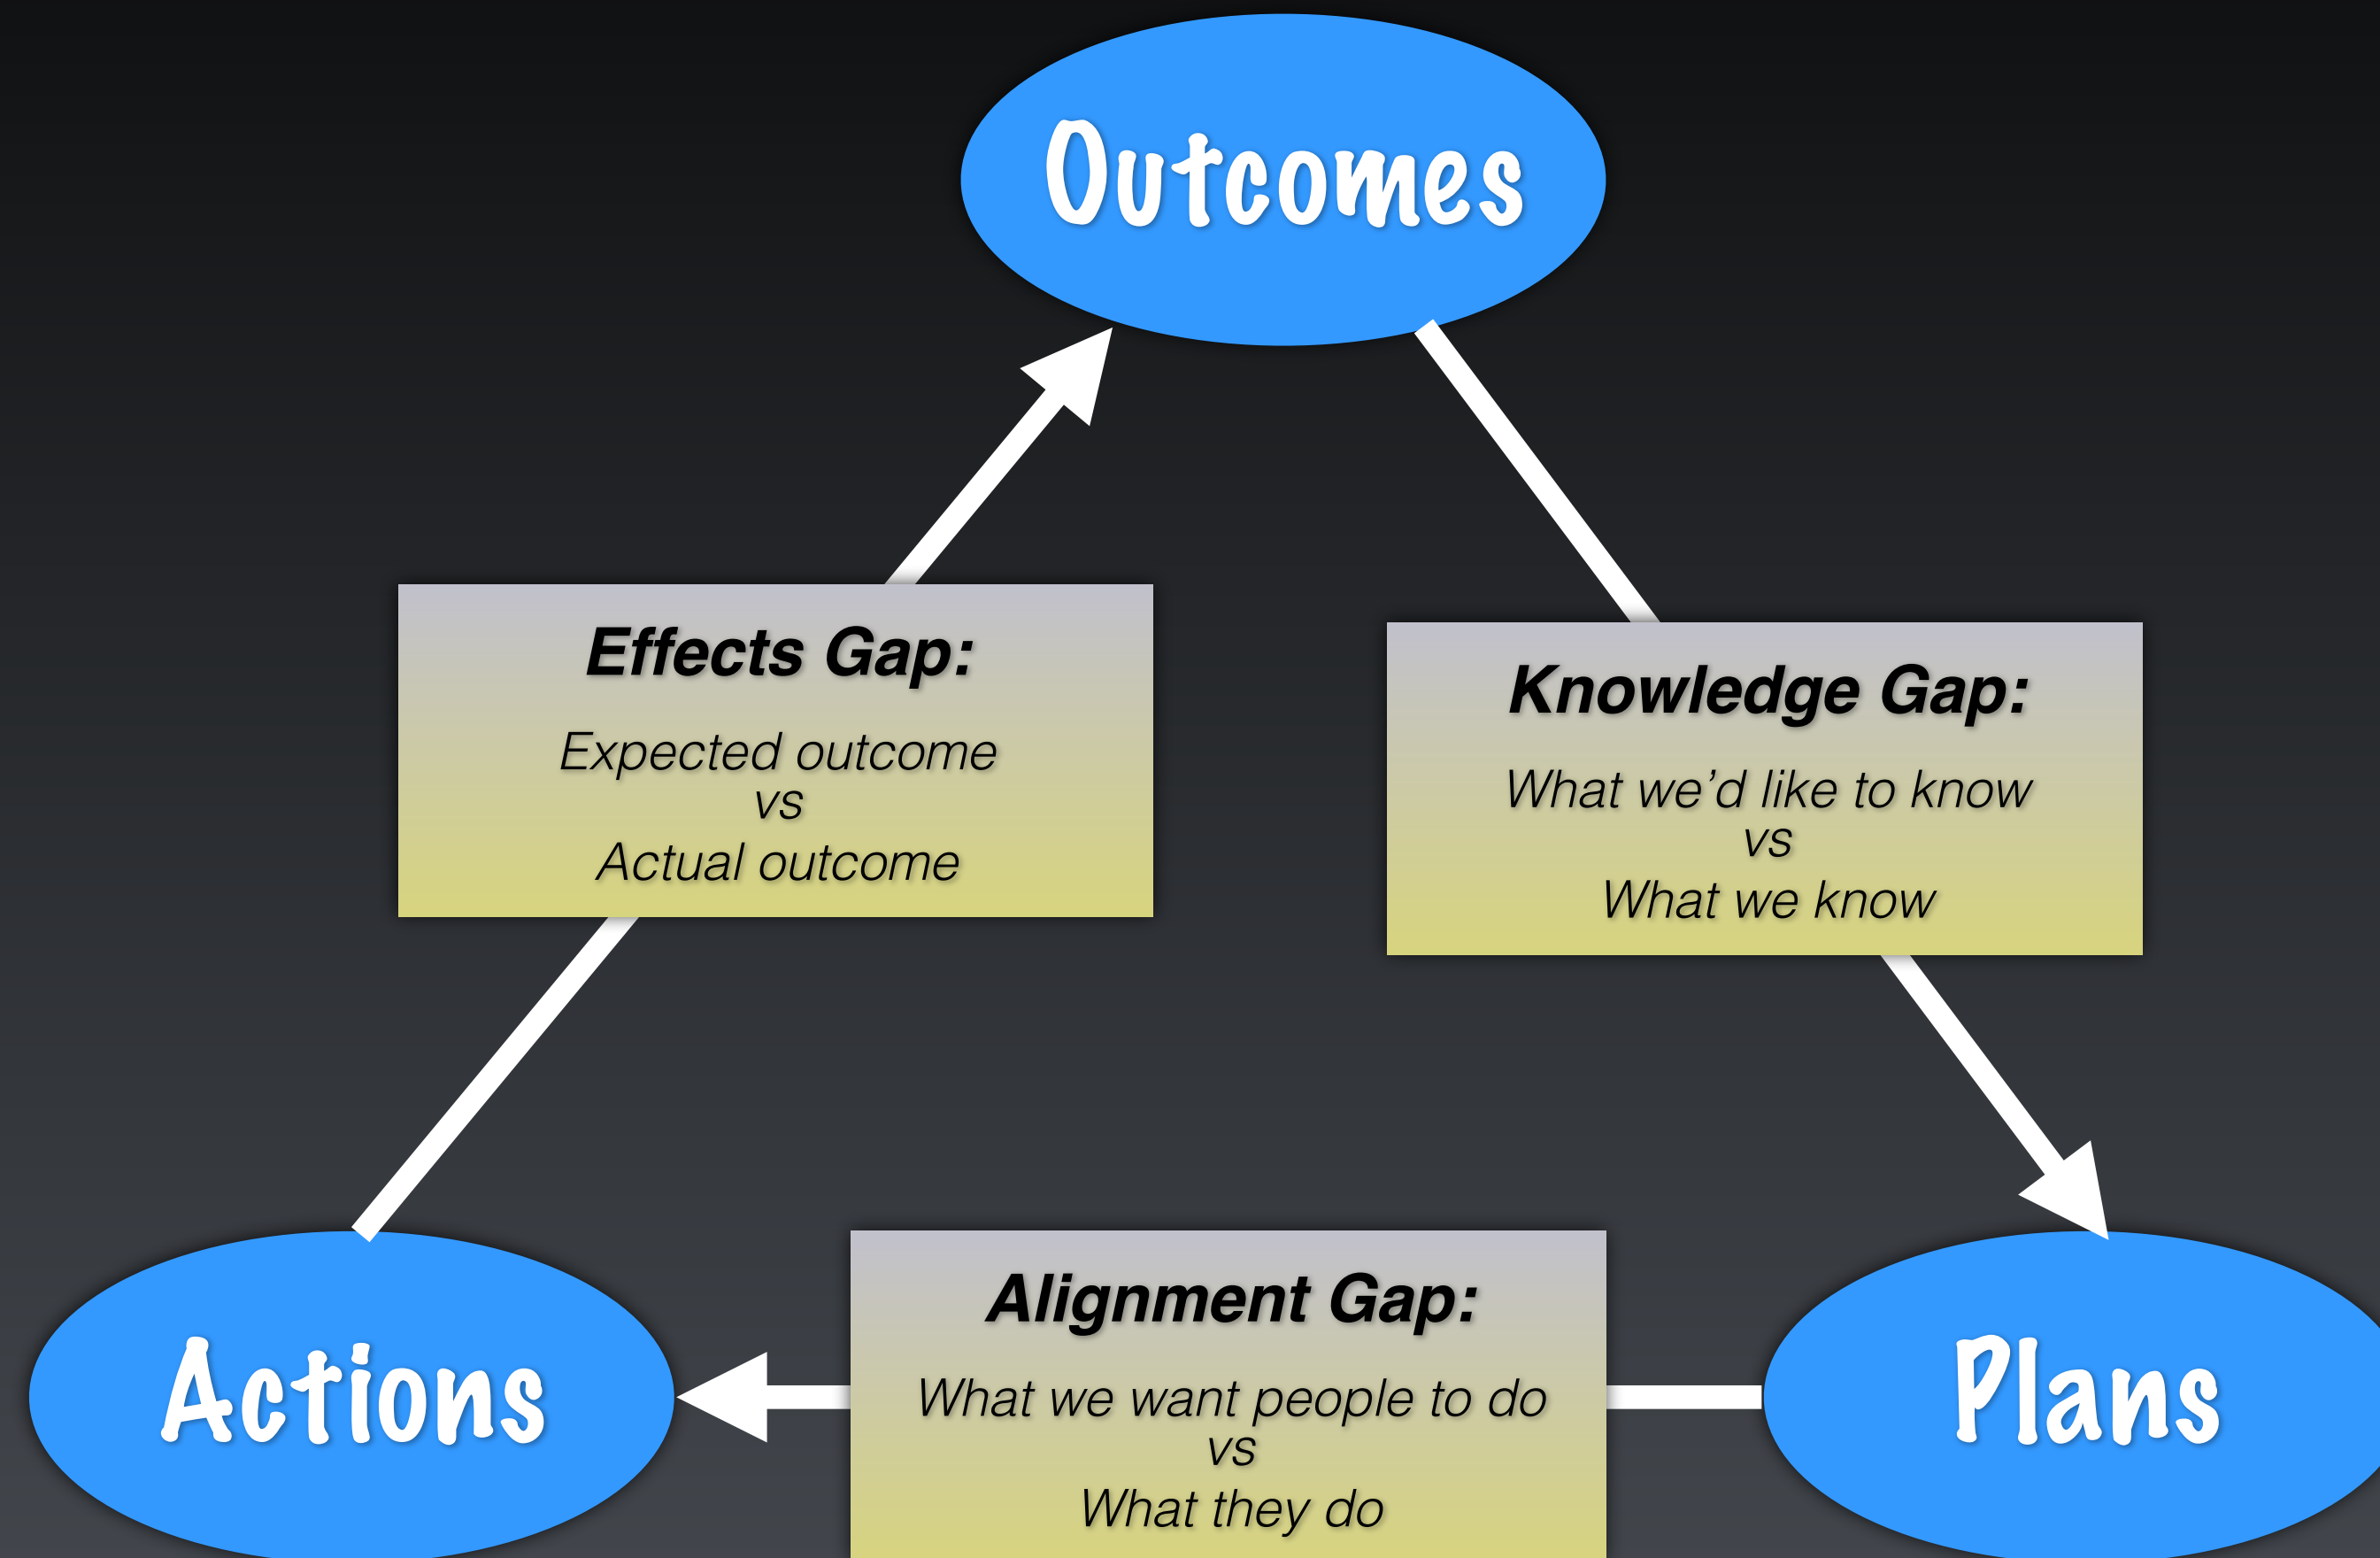 Outcomes
Effects Gap:
Expected outcome
vs
Actual outcome
Knowledge Gap:
What we’d like to know
vs
What we know
Actions
Alignment Gap:
What we want people to do
vs
What they do
Plans